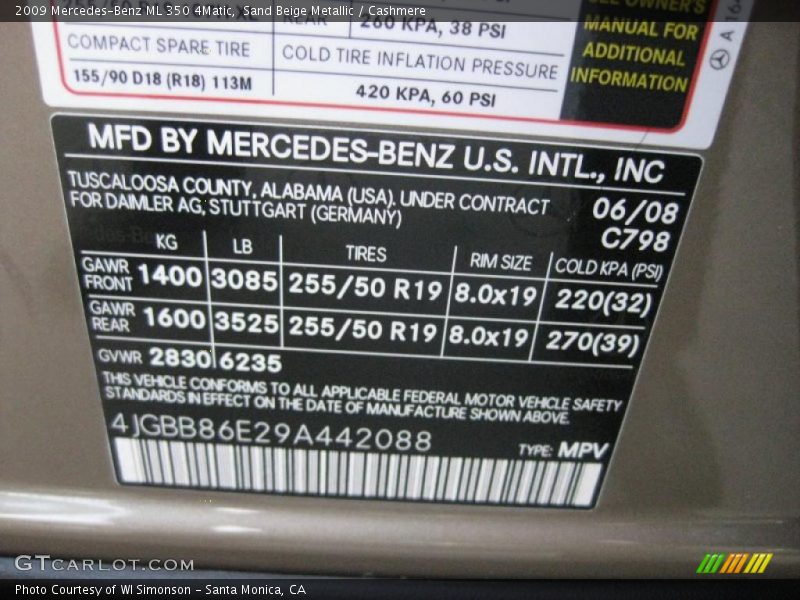 2009 Mercedes-Benz ML 350 4Matic, Sand Beige Metallic / Cashmere
REAR 260 KPA, 38 PSI
COMPACT SPARE TIRE COLD TIRE INFLATION PRESSURE
155/90 D18 (R18) 113M 420 KPA, 60 PSI
SEE OWNER'S
MANUAL FOR
ADDITIONAL
INFORMATION
MFD BY MERCEDES-BENZ U.S. INTL., INC
TUSCALOOSA COUNTY, ALABAMA (USA). UNDER CONTRACT
FOR DAIMLER AG, STUTTGART (GERMANY)
06/08
C798
KG LB TIRES RIM SIZE COLD KPA (PSI)
GAWR FRONT 1400 3085 255/50 R19 8.0x19 220(32)
GAWR REAR 1600 3525 255/50 R19 8.0x19 270(39)
GVWR 2830 6235
THIS VEHICLE CONFORMS TO ALL APPLICABLE FEDERAL MOTOR VEHICLE SAFETY
STANDARDS IN EFFECT ON THE DATE OF MANUFACTURE SHOWN ABOVE.
4JGBB86E29A442088
TYPE: MPV
GTCARLOT.COM
Photo Courtesy of WI Simonson - Santa Monica, CA